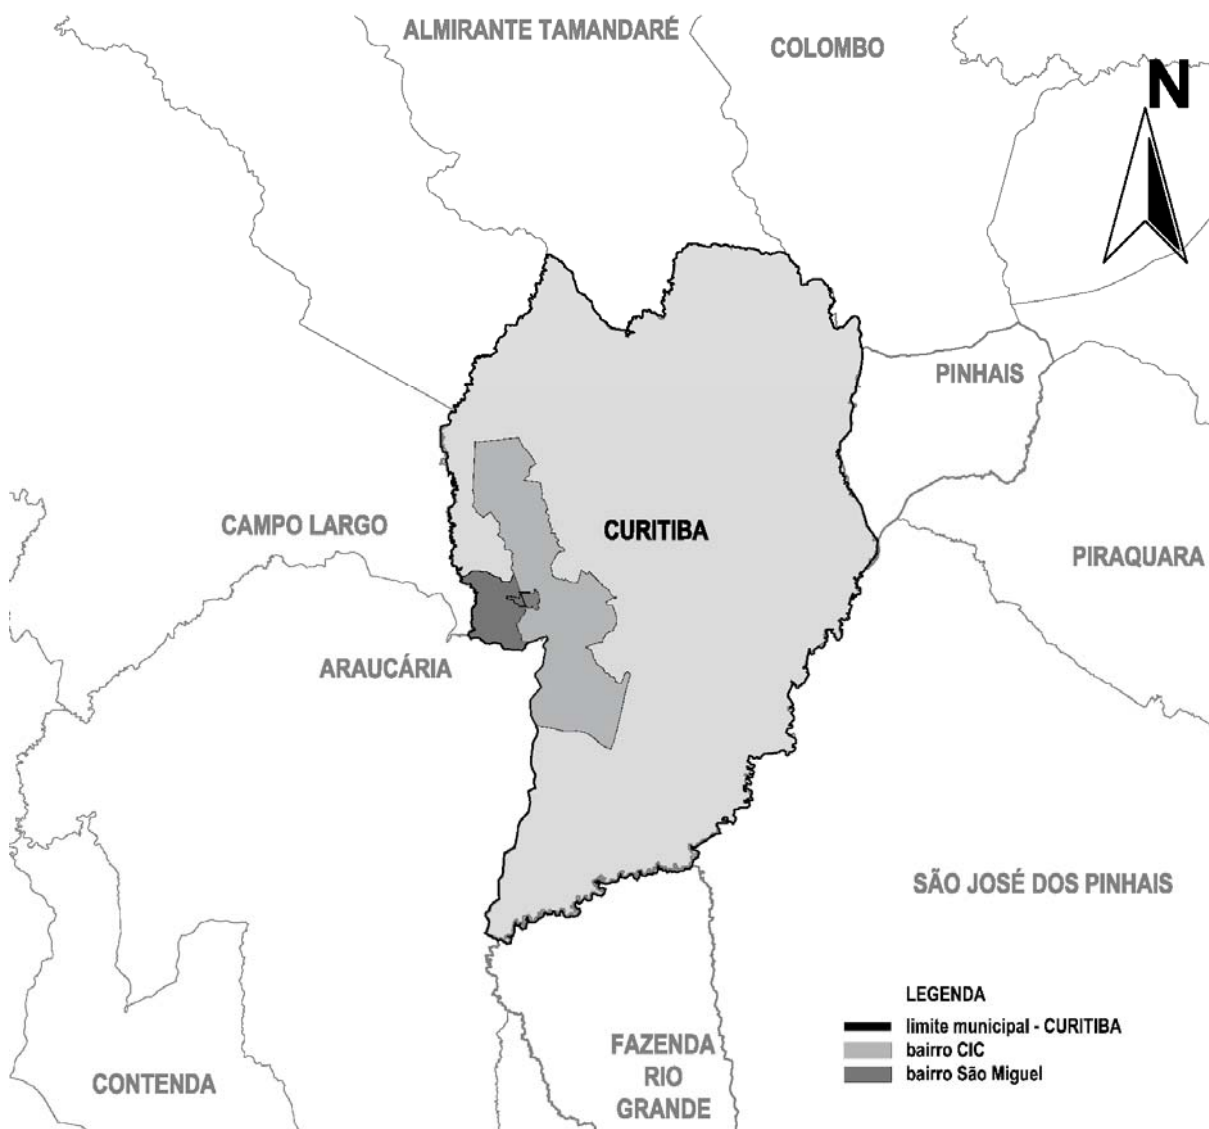 ALMIRANTE TAMANDARÉ
COLOMBO
N
PINHAIS
CAMPO LARGO
CURITIBA
PIRAQUARA
ARAUCÁRIA
SÃO JOSÉ DOS PINHAIS
LEGENDA
limite municipal - CURITIBA
bairro CIC
bairro São Miguel
FAZENDA
RIO
GRANDE
CONTENDA